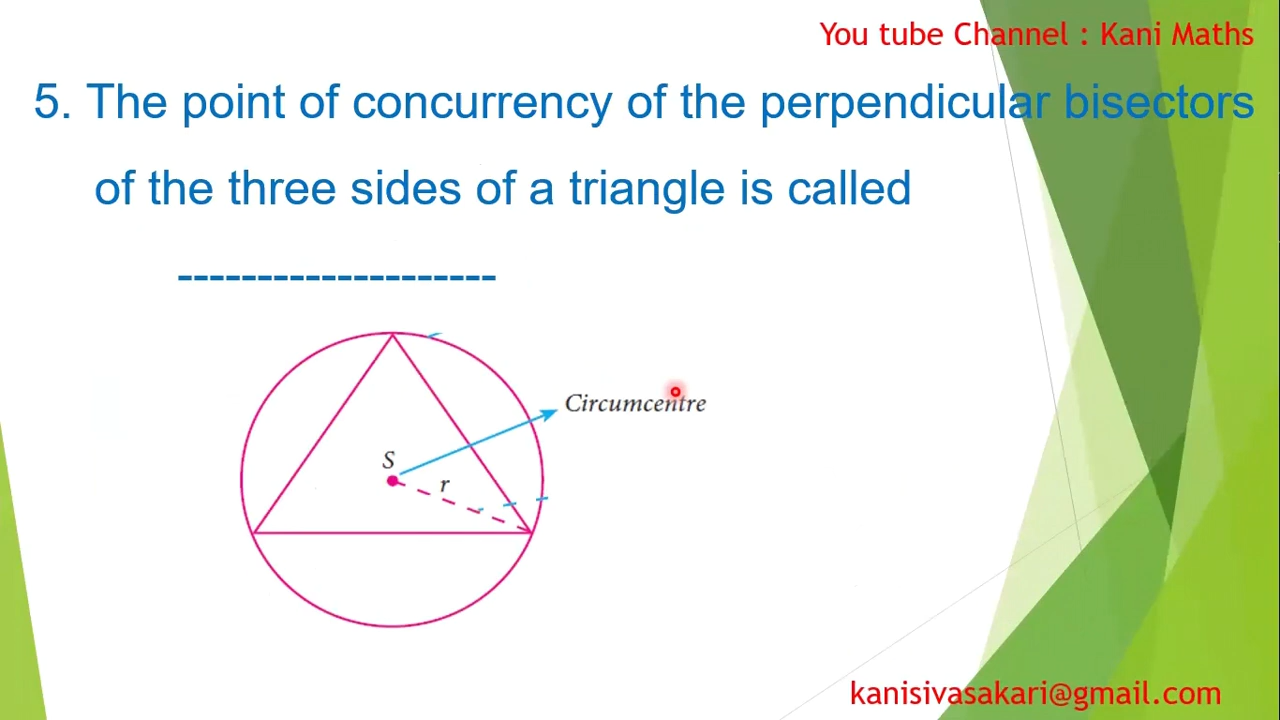 You tube Channel : Kani Maths
5. The point of concurrency of the perpendicular bisectors
of the three sides of a triangle is called
--------------------
Circumcentre
S
r
kanisivasakari@gmail.com